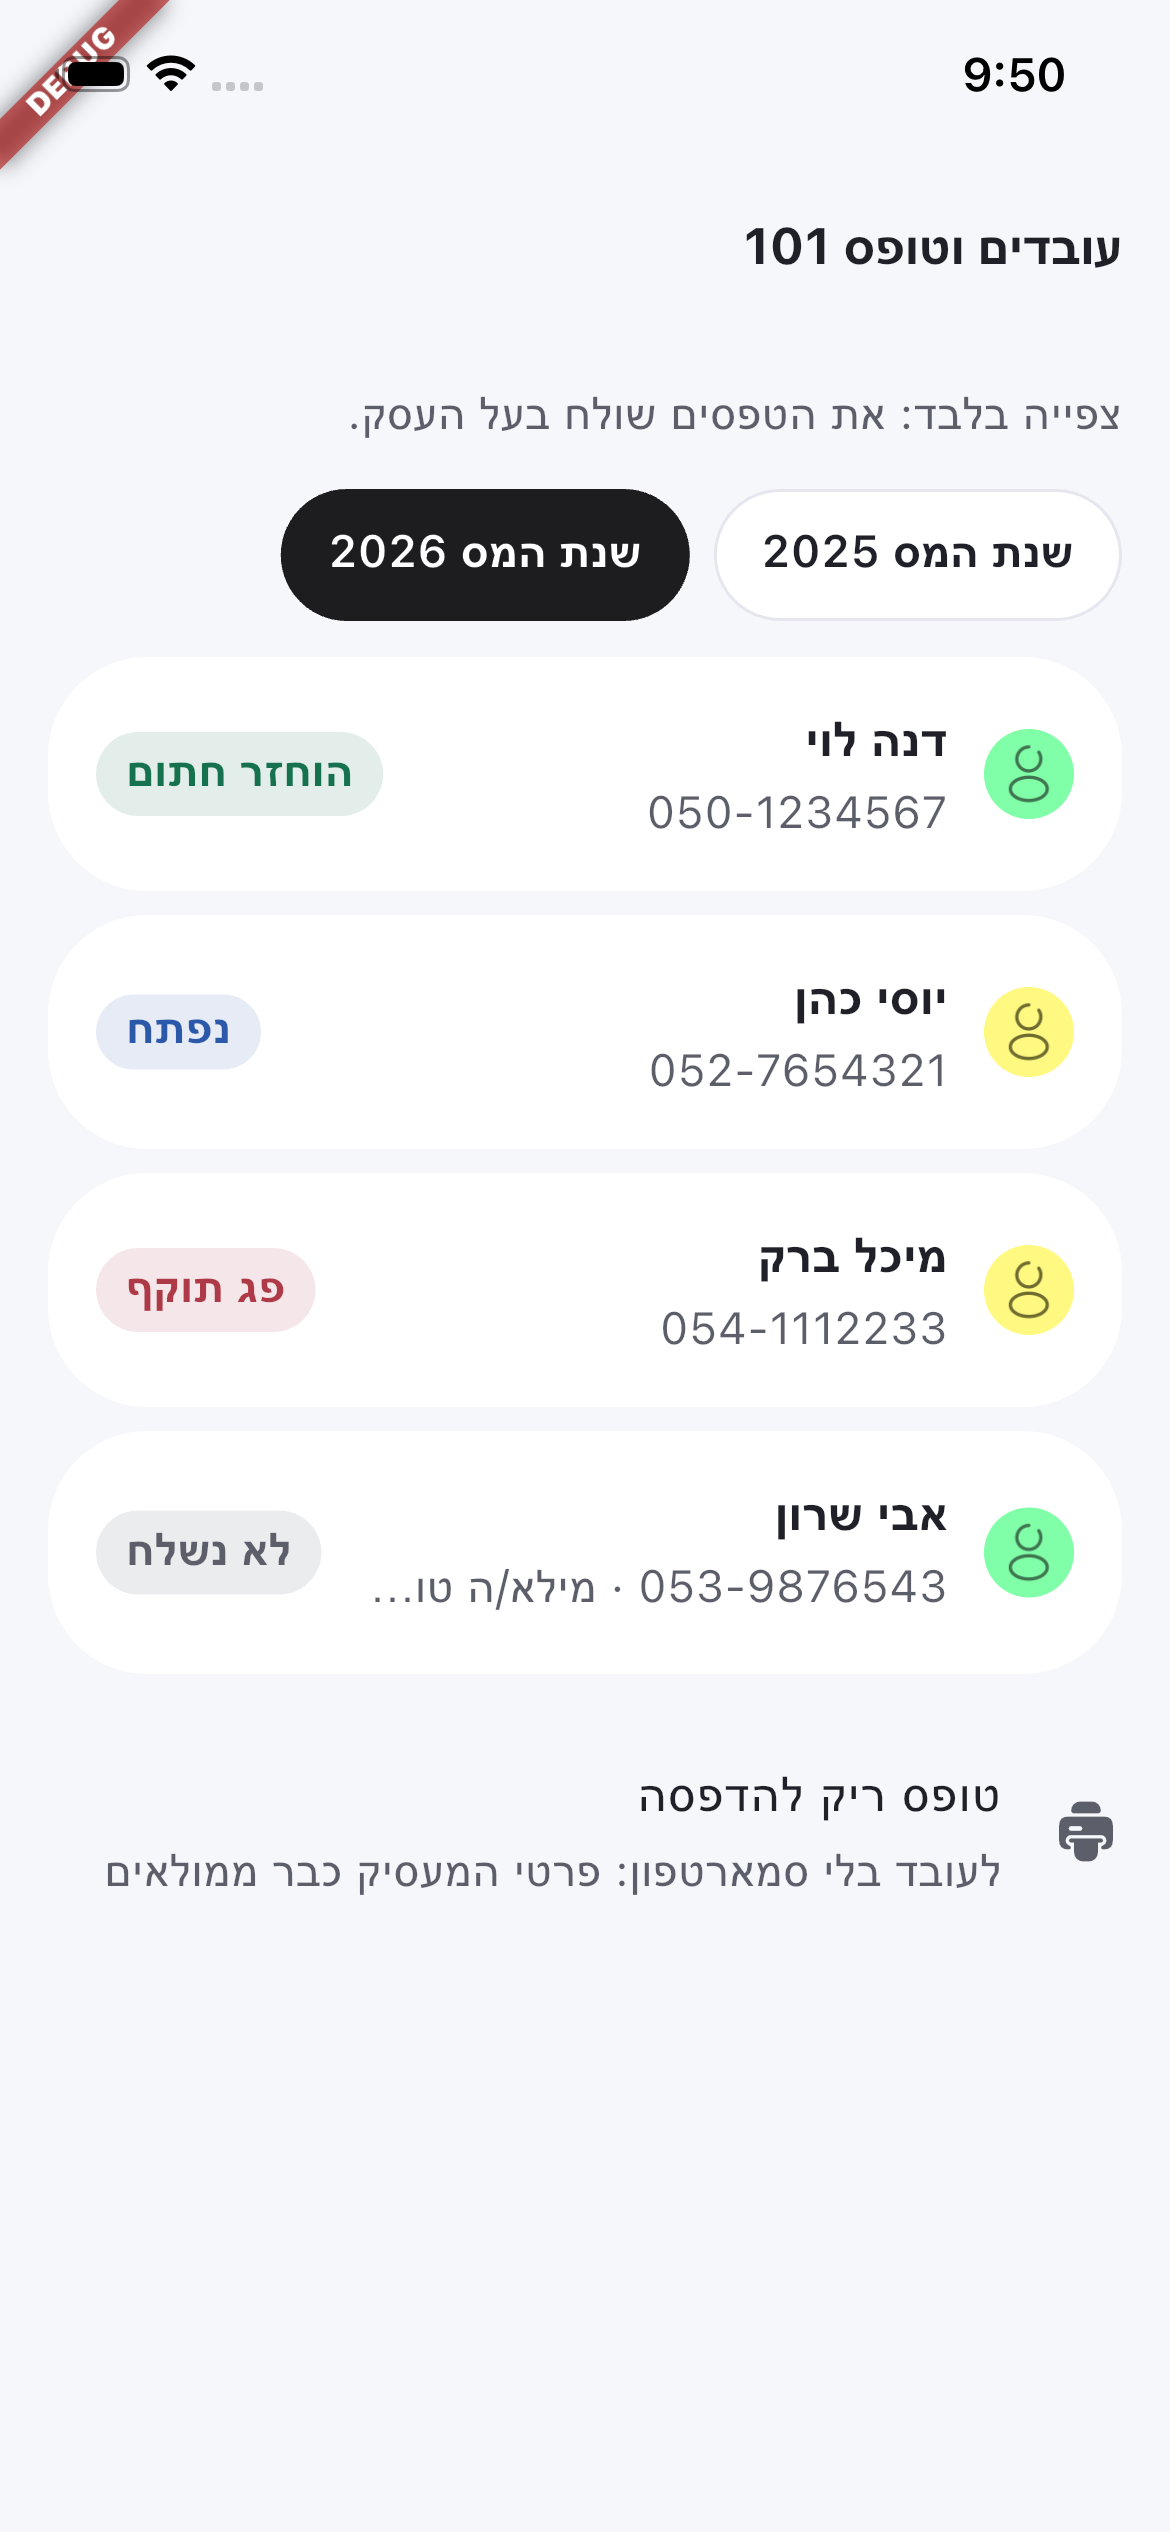 DEBUG
9:50
עובדים וטופס 101
צפייה בלבד: את הטפסים שולח בעל העסק.
שנת המס 2025
שנת המס 2026
דנה לוי
050-1234567
הוחזר חתום
יוסי כהן
052-7654321
נפתח
מיכל ברק
054-1112233
פג תוקף
אבי שרון
053-9876543 · מילא/ה טו...
לא נשלח
טופס ריק להדפסה
לעובד בלי סמארטפון: פרטי המעסיק כבר ממולאים